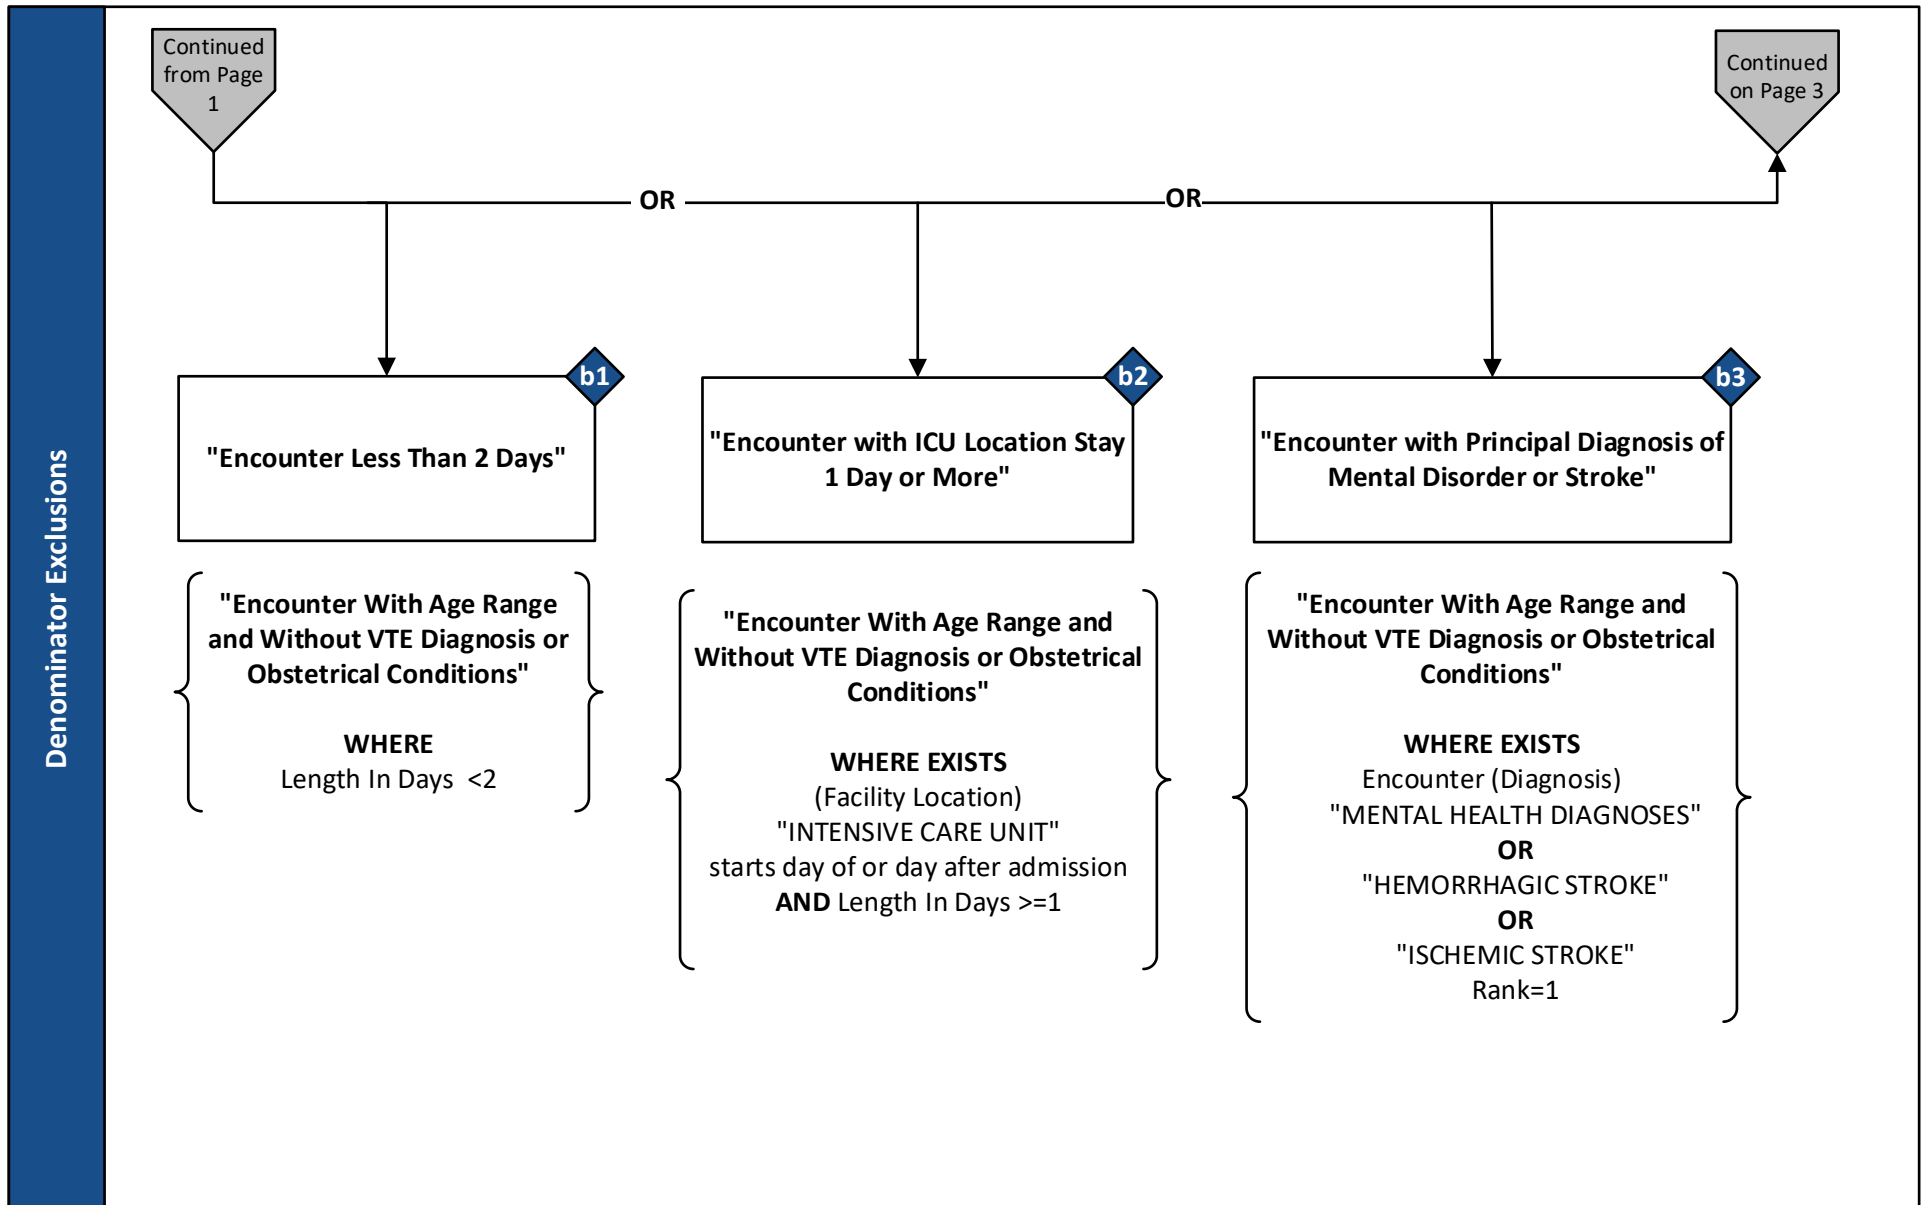 Denominator Exclusions
Continued
from Page
1
Continued
on Page 3
OR
OR
b1
"Encounter Less Than 2 Days"
"Encounter With Age Range
and Without VTE Diagnosis or
Obstetrical Conditions"
WHERE
Length In Days <2
b2
"Encounter with ICU Location Stay
1 Day or More"
"Encounter With Age Range and
Without VTE Diagnosis or Obstetrical
Conditions"
WHERE EXISTS
(Facility Location)
"INTENSIVE CARE UNIT"
starts day of or day after admission
AND Length In Days >=1
b3
"Encounter with Principal Diagnosis of
Mental Disorder or Stroke"
"Encounter With Age Range and
Without VTE Diagnosis or Obstetrical
Conditions"
WHERE EXISTS
Encounter (Diagnosis)
"MENTAL HEALTH DIAGNOSES"
OR
"HEMORRHAGIC STROKE"
OR
"ISCHEMIC STROKE"
Rank=1